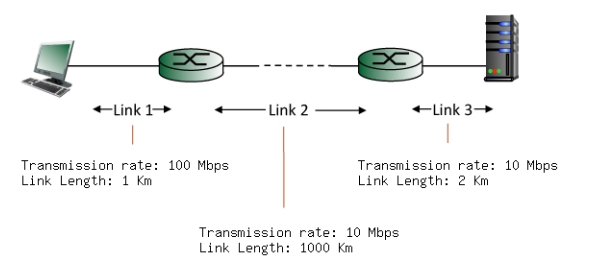 Link 1
Link 2
Link 3
Transmission rate: 100 Mbps
Link Length: 1 Km
Transmission rate: 10 Mbps
Link Length: 2 Km
Transmission rate: 10 Mbps
Link Length: 1000 Km